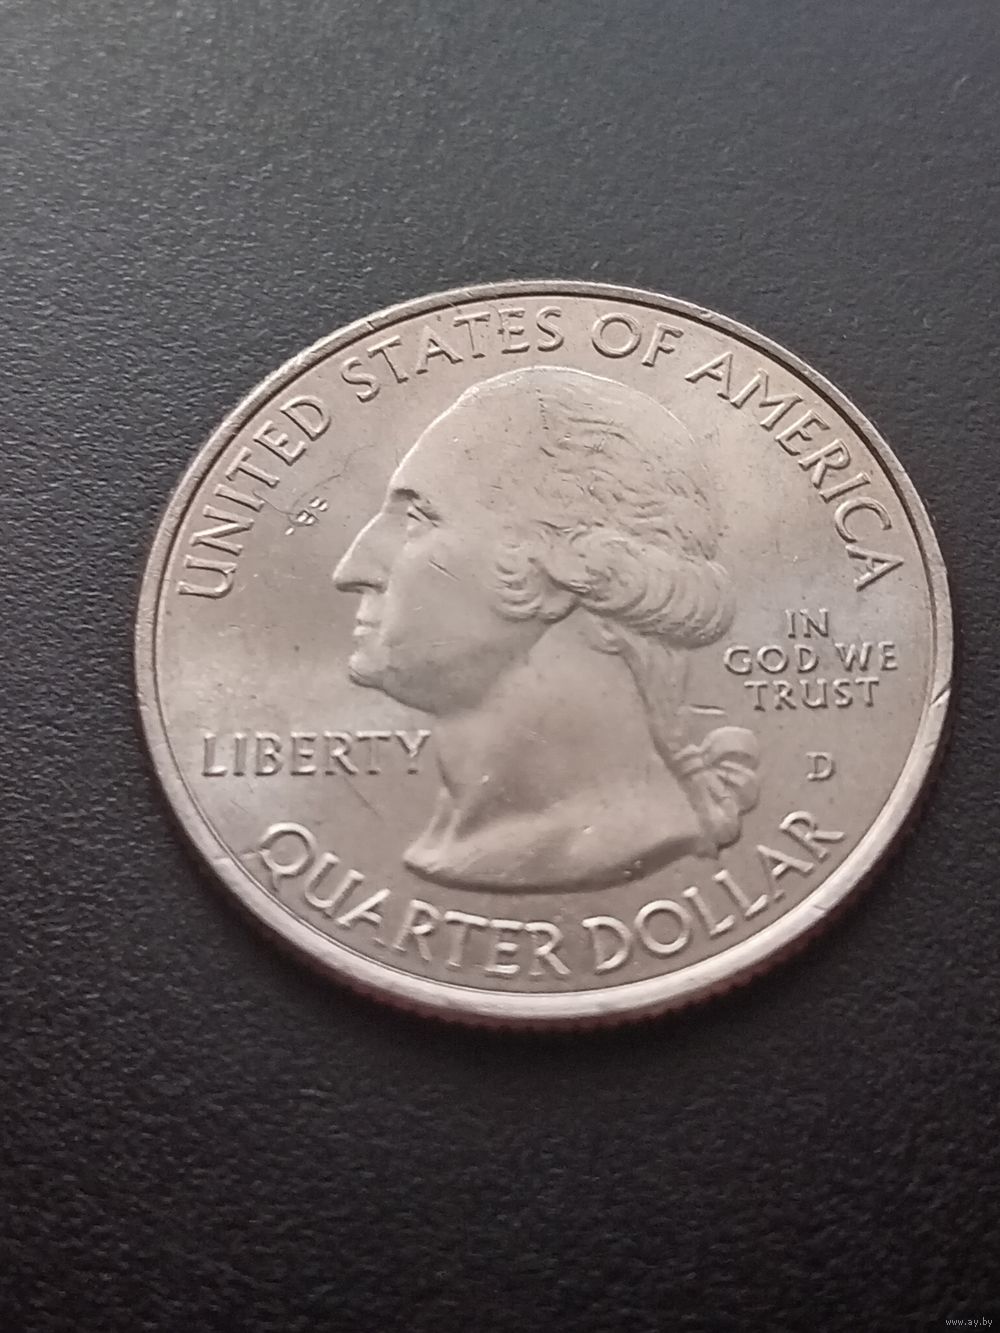 UNITED STATES OF AMERICA
IN
GOD WE
TRUST
LIBERTY
D
QUARTER DOLLAR
www.ay.by